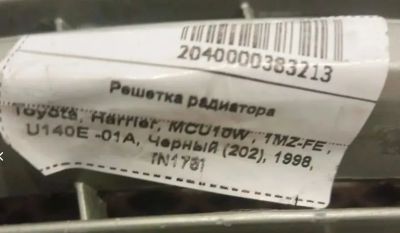 2040000383213
Решетка радиатора
Toyota, Harrier, MCU10W, 1MZ-FE,
U140E -01A, Черный (202), 1998,